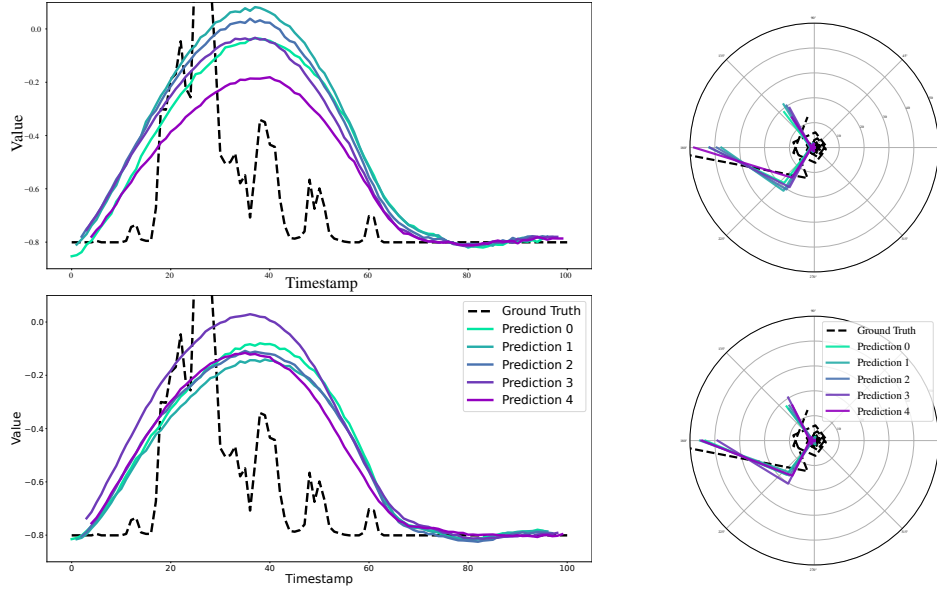 0.0
−0.2
−0.4
−0.6
−0.8
Value
0
20
40
60
80
100
Timestamp
90°
0.0
−0.2
−0.4
−0.6
−0.8
Value
0
20
40
60
80
100
Timestamp
Ground Truth
Prediction 0
Prediction 1
Prediction 2
Prediction 3
Prediction 4
90°
Ground Truth
Prediction 0
Prediction 1
Prediction 2
Prediction 3
Prediction 4